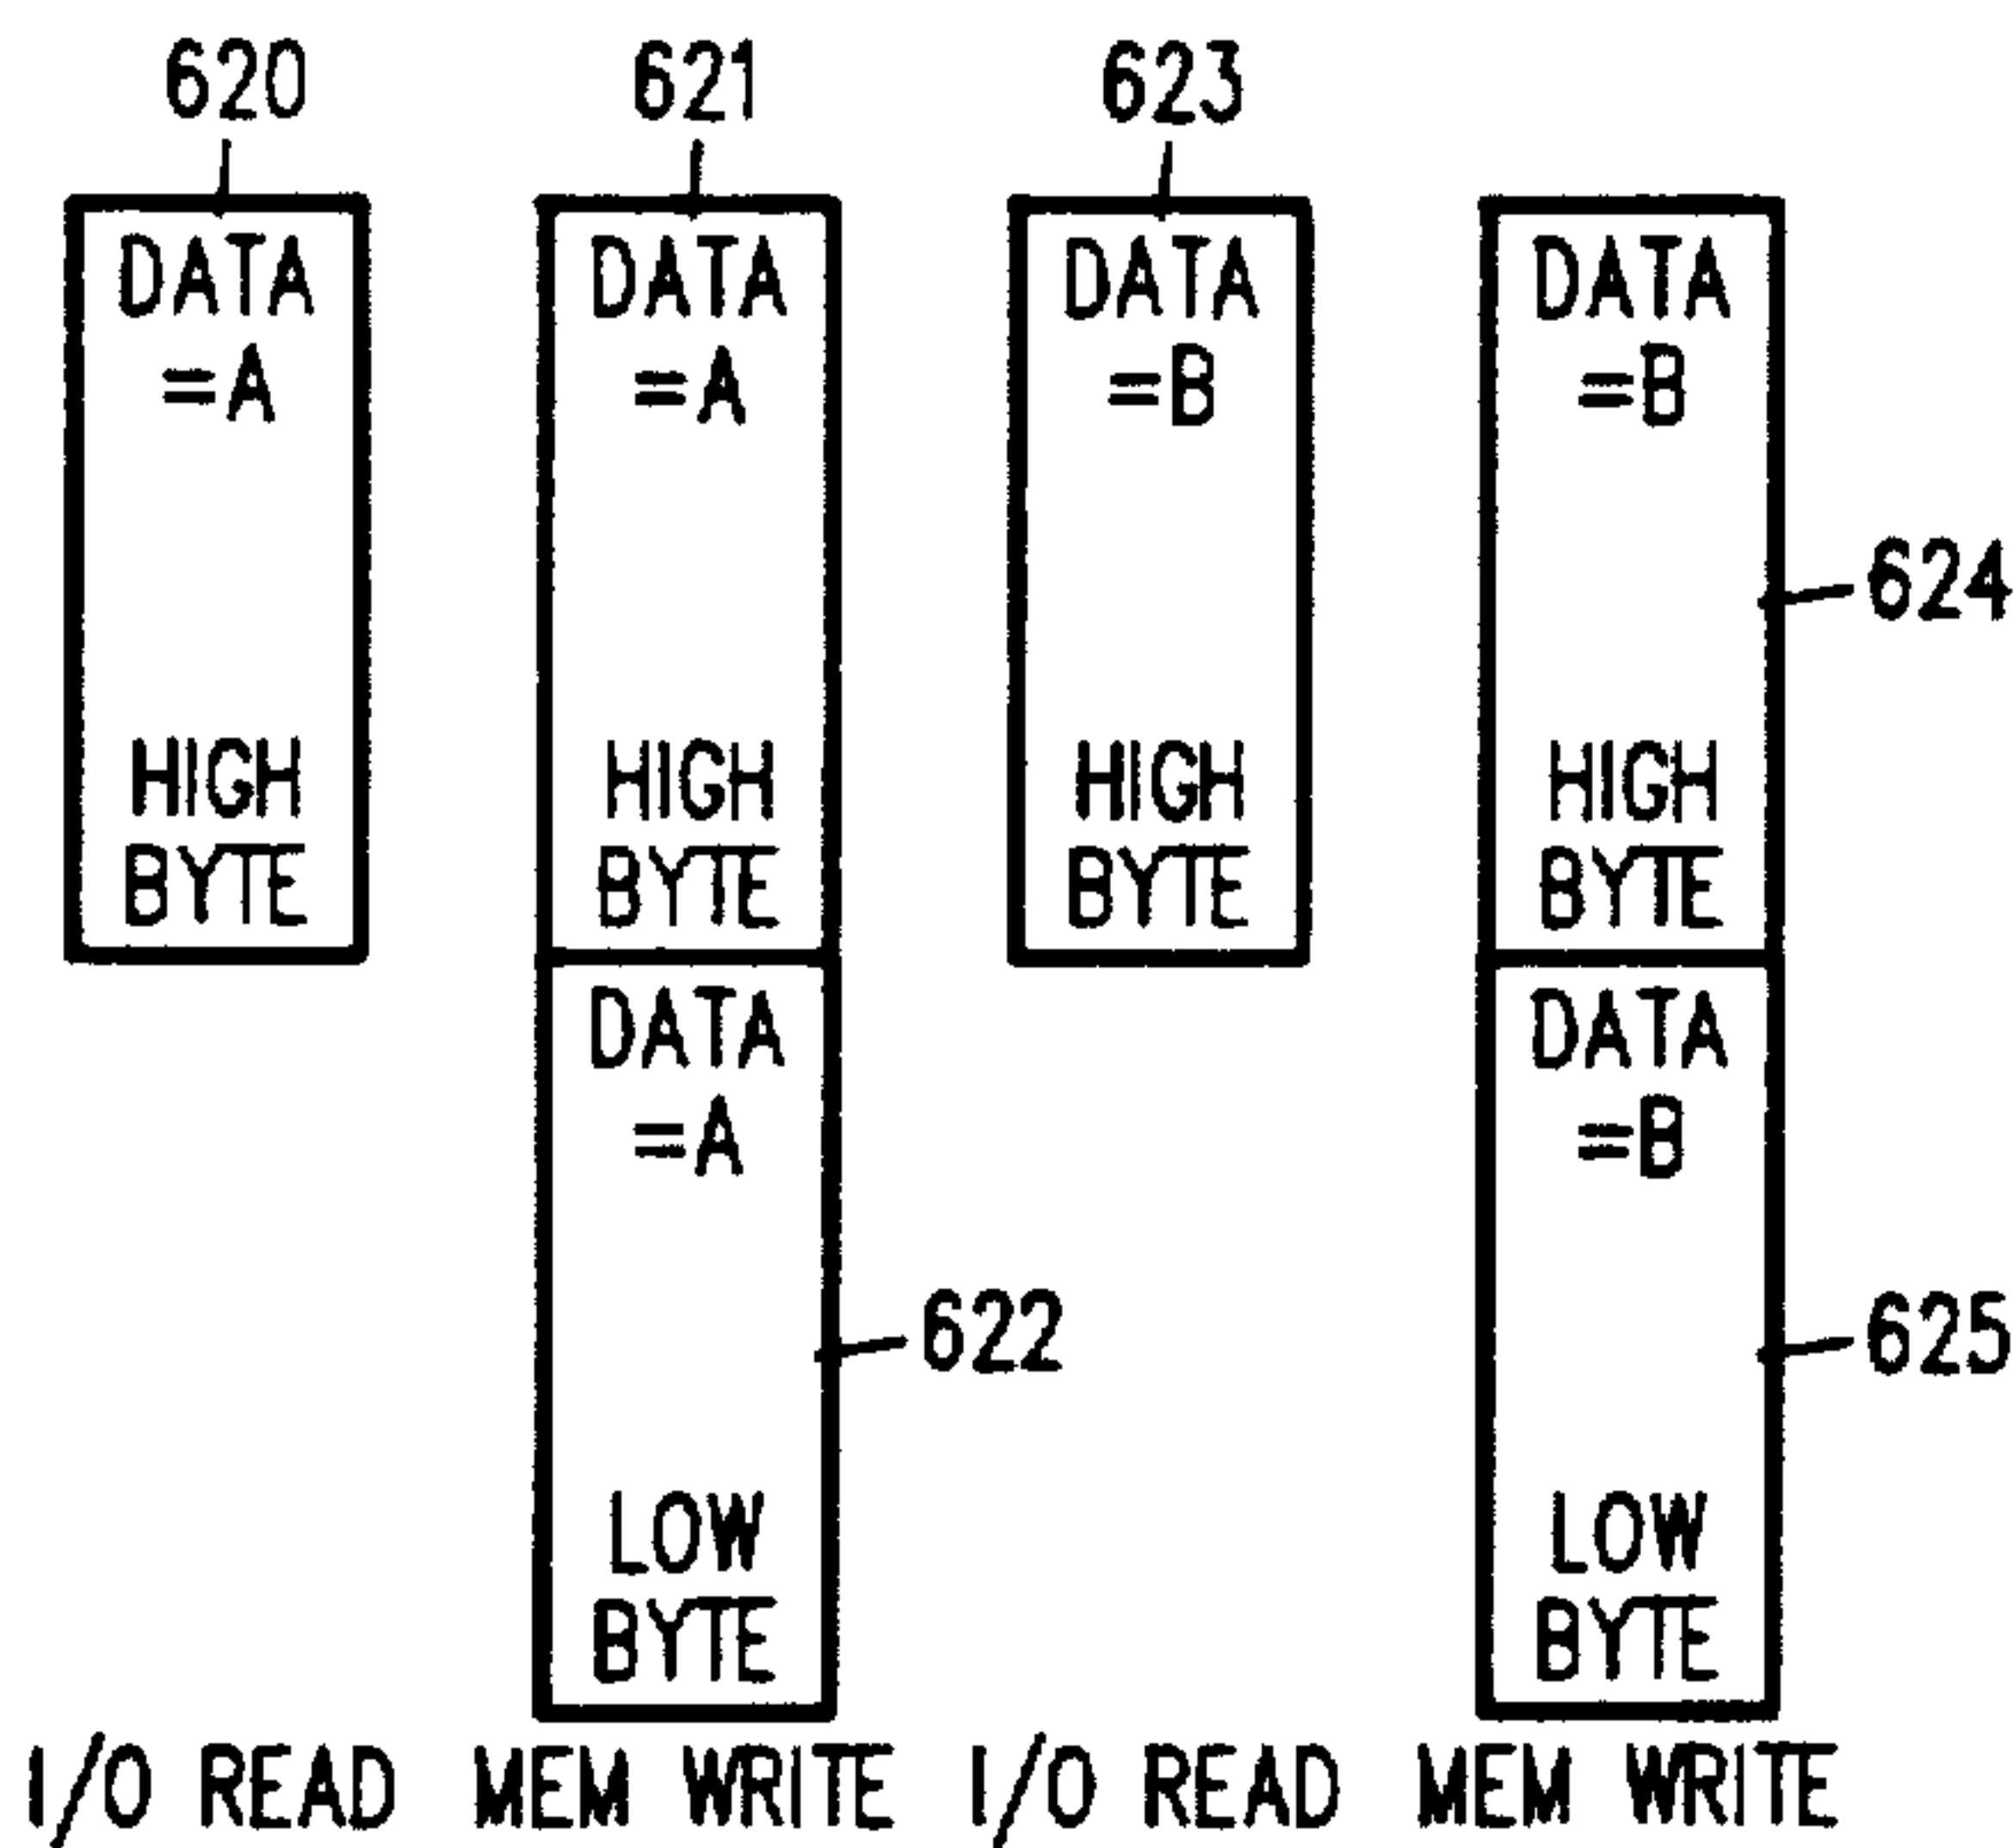 620
621
623
DATA
=A
HIGH
BYTE
DATA
=A
HIGH
BYTE
DATA
=A
LOW
BYTE
622
DATA
=B
HIGH
BYTE
DATA
=B
HIGH
BYTE
624
DATA
=B
LOW
BYTE
625
I/O READ MEM WRITE I/O READ MEM WRITE